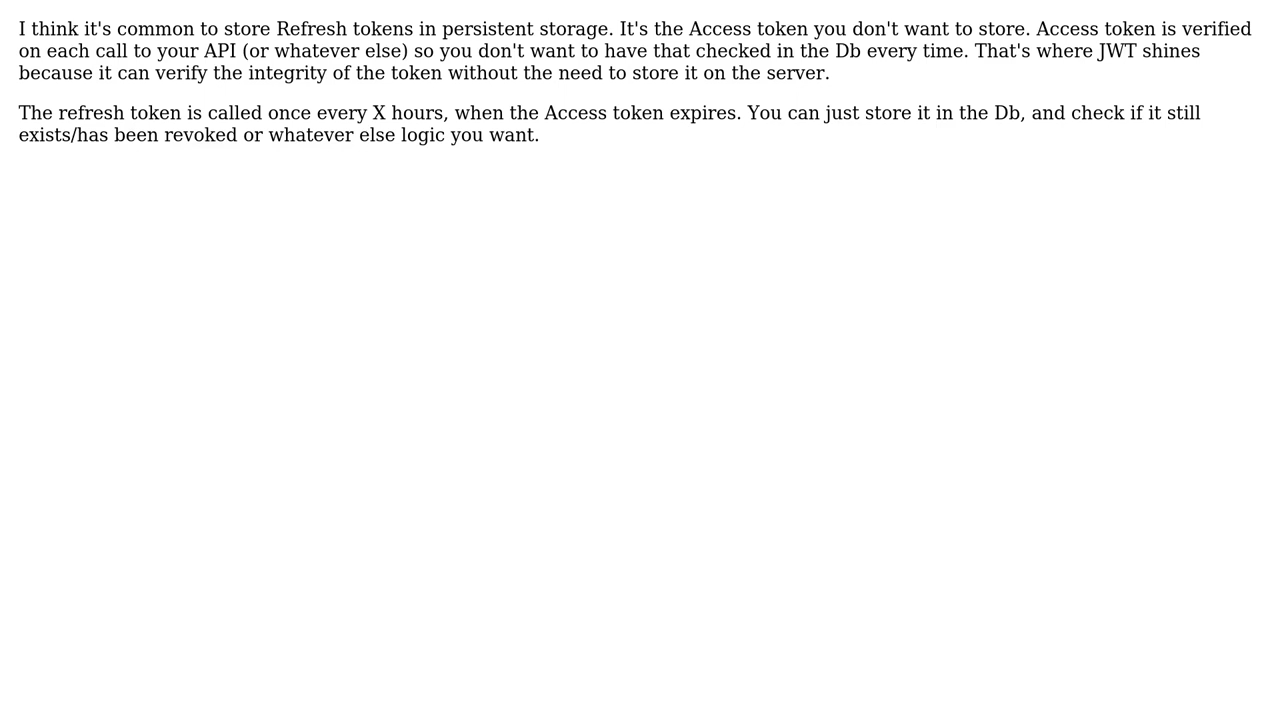 I think it's common to store Refresh tokens in persistent storage. It's the Access token you don't want to store. Access token is verified
on each call to your API (or whatever else) so you don't want to have that checked in the Db every time. That's where JWT shines
because it can verify the integrity of the token without the need to store it on the server.
The refresh token is called once every X hours, when the Access token expires. You can just store it in the Db, and check if it still
exists/has been revoked or whatever else logic you want.